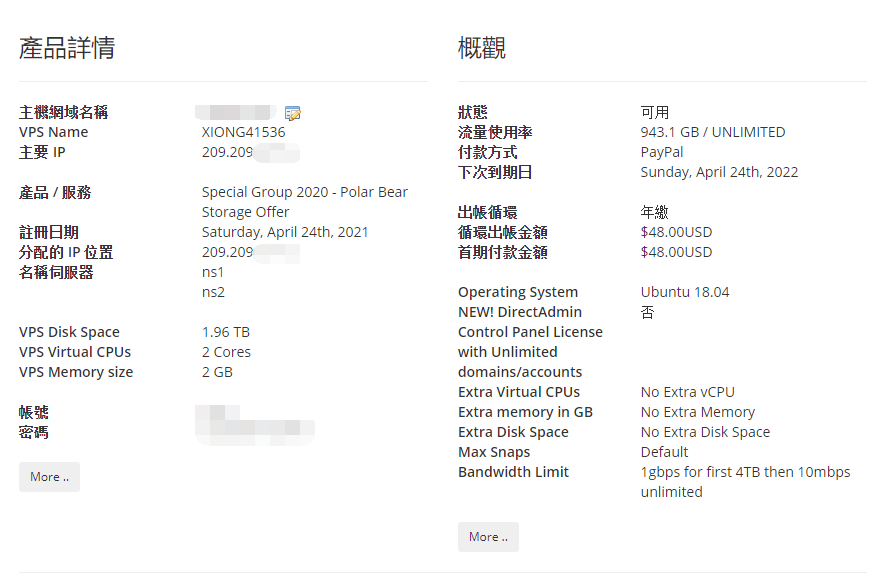 產品詳情
主機網域名稱
VPS Name XIONG41536
主要 IP 209.209
產品 / 服務 Special Group 2020 - Polar Bear
Storage Offer
註冊日期 Saturday, April 24th, 2021
分配的 IP 位置 209.209
名稱伺服器 ns1
ns2
VPS Disk Space 1.96 TB
VPS Virtual CPUs 2 Cores
VPS Memory size 2 GB
帳號
密碼
More ..
概觀
狀態 可用
流量使用率 943.1 GB / UNLIMITED
付款方式 PayPal
下次到期日 Sunday, April 24th, 2022
出帳循環 年繳
循環出帳金額 $48.00USD
首期付款金額 $48.00USD
Operating System Ubuntu 18.04
NEW! DirectAdmin 否
Control Panel License
with Unlimited
domains/accounts
Extra Virtual CPUs No Extra vCPU
Extra memory in GB No Extra Memory
Extra Disk Space No Extra Disk Space
Max Snaps Default
Bandwidth Limit 1gbps for first 4TB then 10mbps
unlimited
More ..